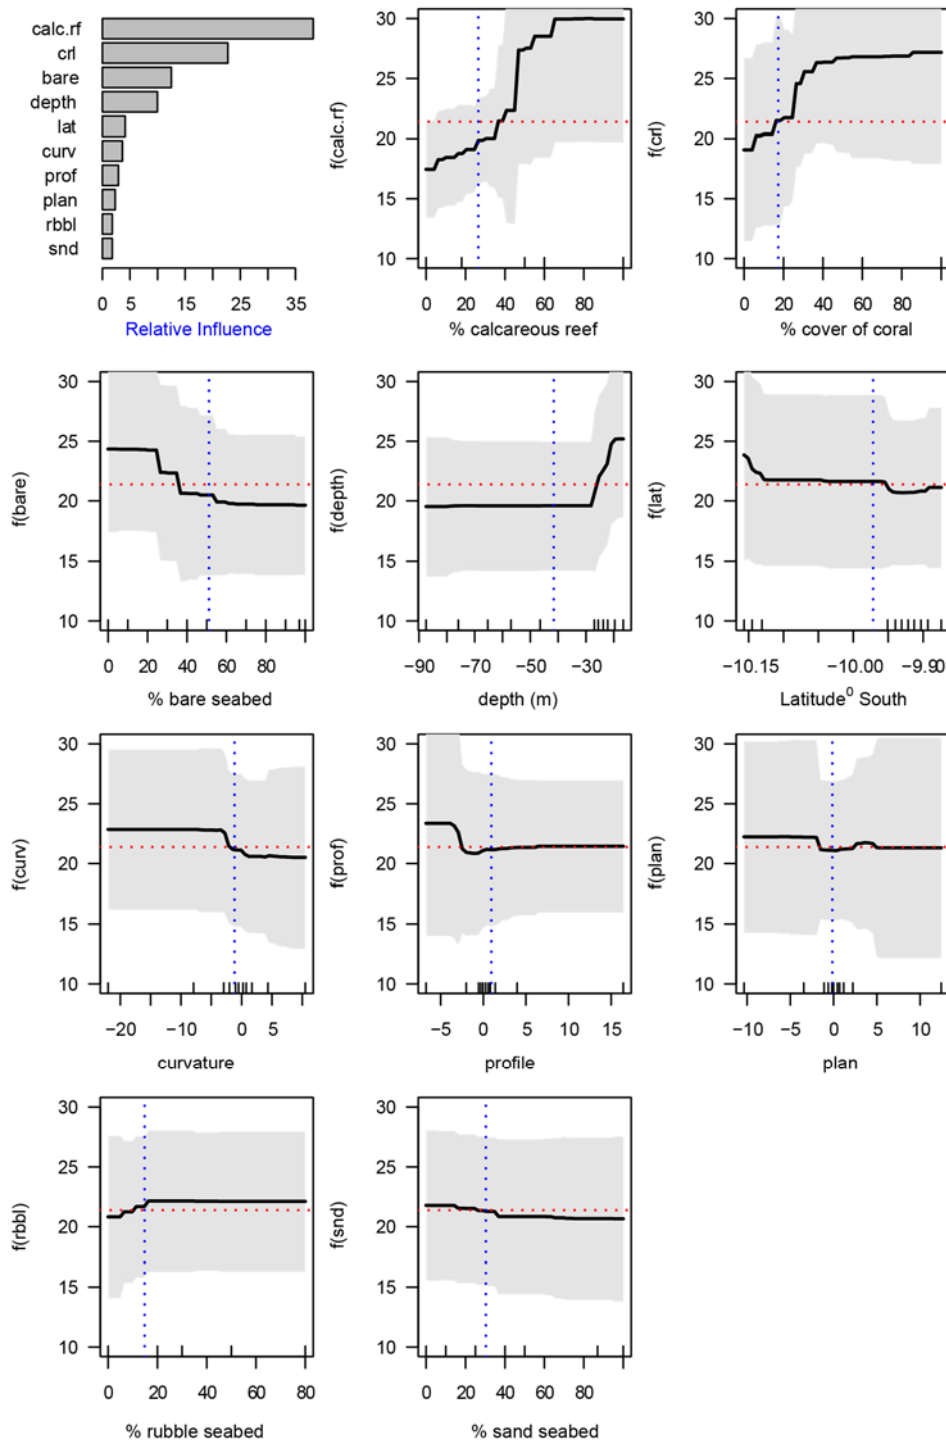 calc.rf
crl
bare
depth
lat
curv
prof
plan
rbbl
snd
0 5 15 25 35
Relative Influence
f(calc.rf)
30
25
20
15
10
0 20 40 60 80
% calcareous reef
f(crl)
30
25
20
15
10
0 20 40 60 80
% cover of coral
f(bare)
30
25
20
15
10
0 20 40 60 80
% bare seabed
f(depth)
30
25
20
15
10
−90 −70 −50 −30
depth (m)
f(lat)
30
25
20
15
10
−10.15 −10.00 −9.90
Latitude⁰ South
f(curv)
30
25
20
15
10
−20 −10 0 10
curvature
f(prof)
30
25
20
15
10
−5 0 5 10 15
profile
f(plan)
30
25
20
15
10
−10 −5 0 5 10
plan
f(rbbl)
30
25
20
15
10
0 20 40 60 80
% rubble seabed
f(snd)
30
25
20
15
10
0 20 40 60 80
% sand seabed